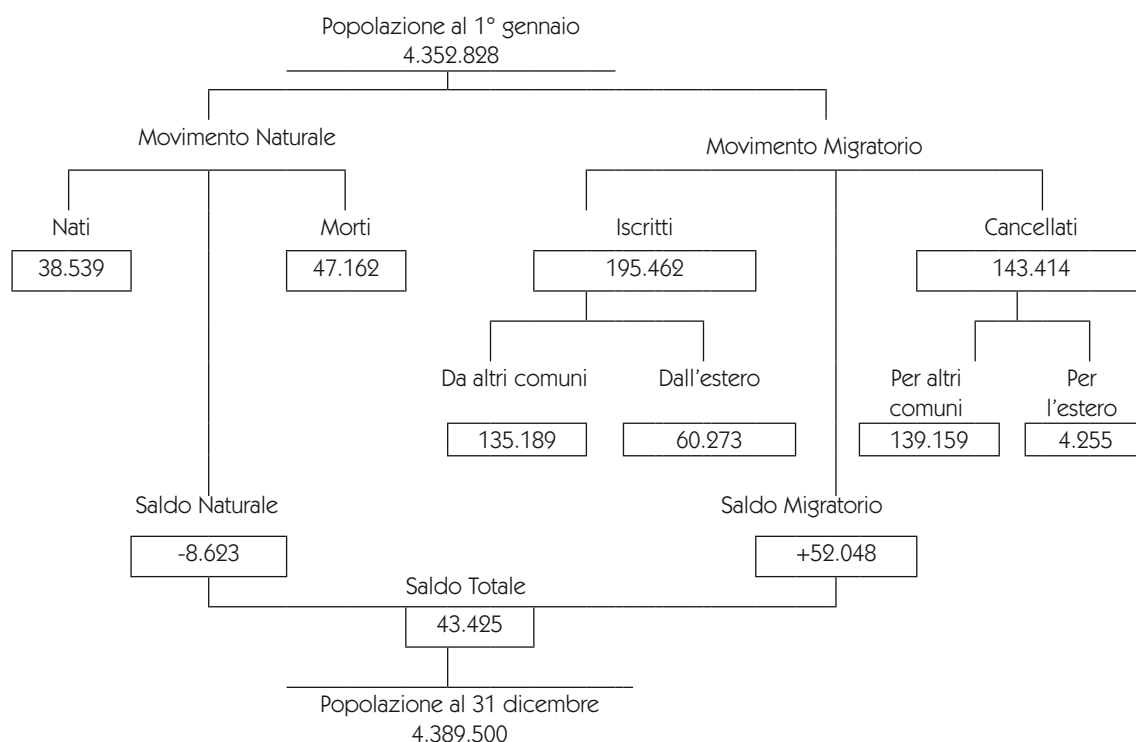 Popolazione al 1° gennaio
4.352.828
Movimento Naturale
Movimento Migratorio
Nati
Morti
Iscritti
Cancellati
38.539
47.162
195.462
143.414
Da altri comuni
Dall'estero
Per altri
comuni
Per
l'estero
135.189
60.273
139.159
4.255
Saldo Naturale
Saldo Migratorio
-8.623
+52.048
Saldo Totale
43.425
Popolazione al 31 dicembre
4.389.500